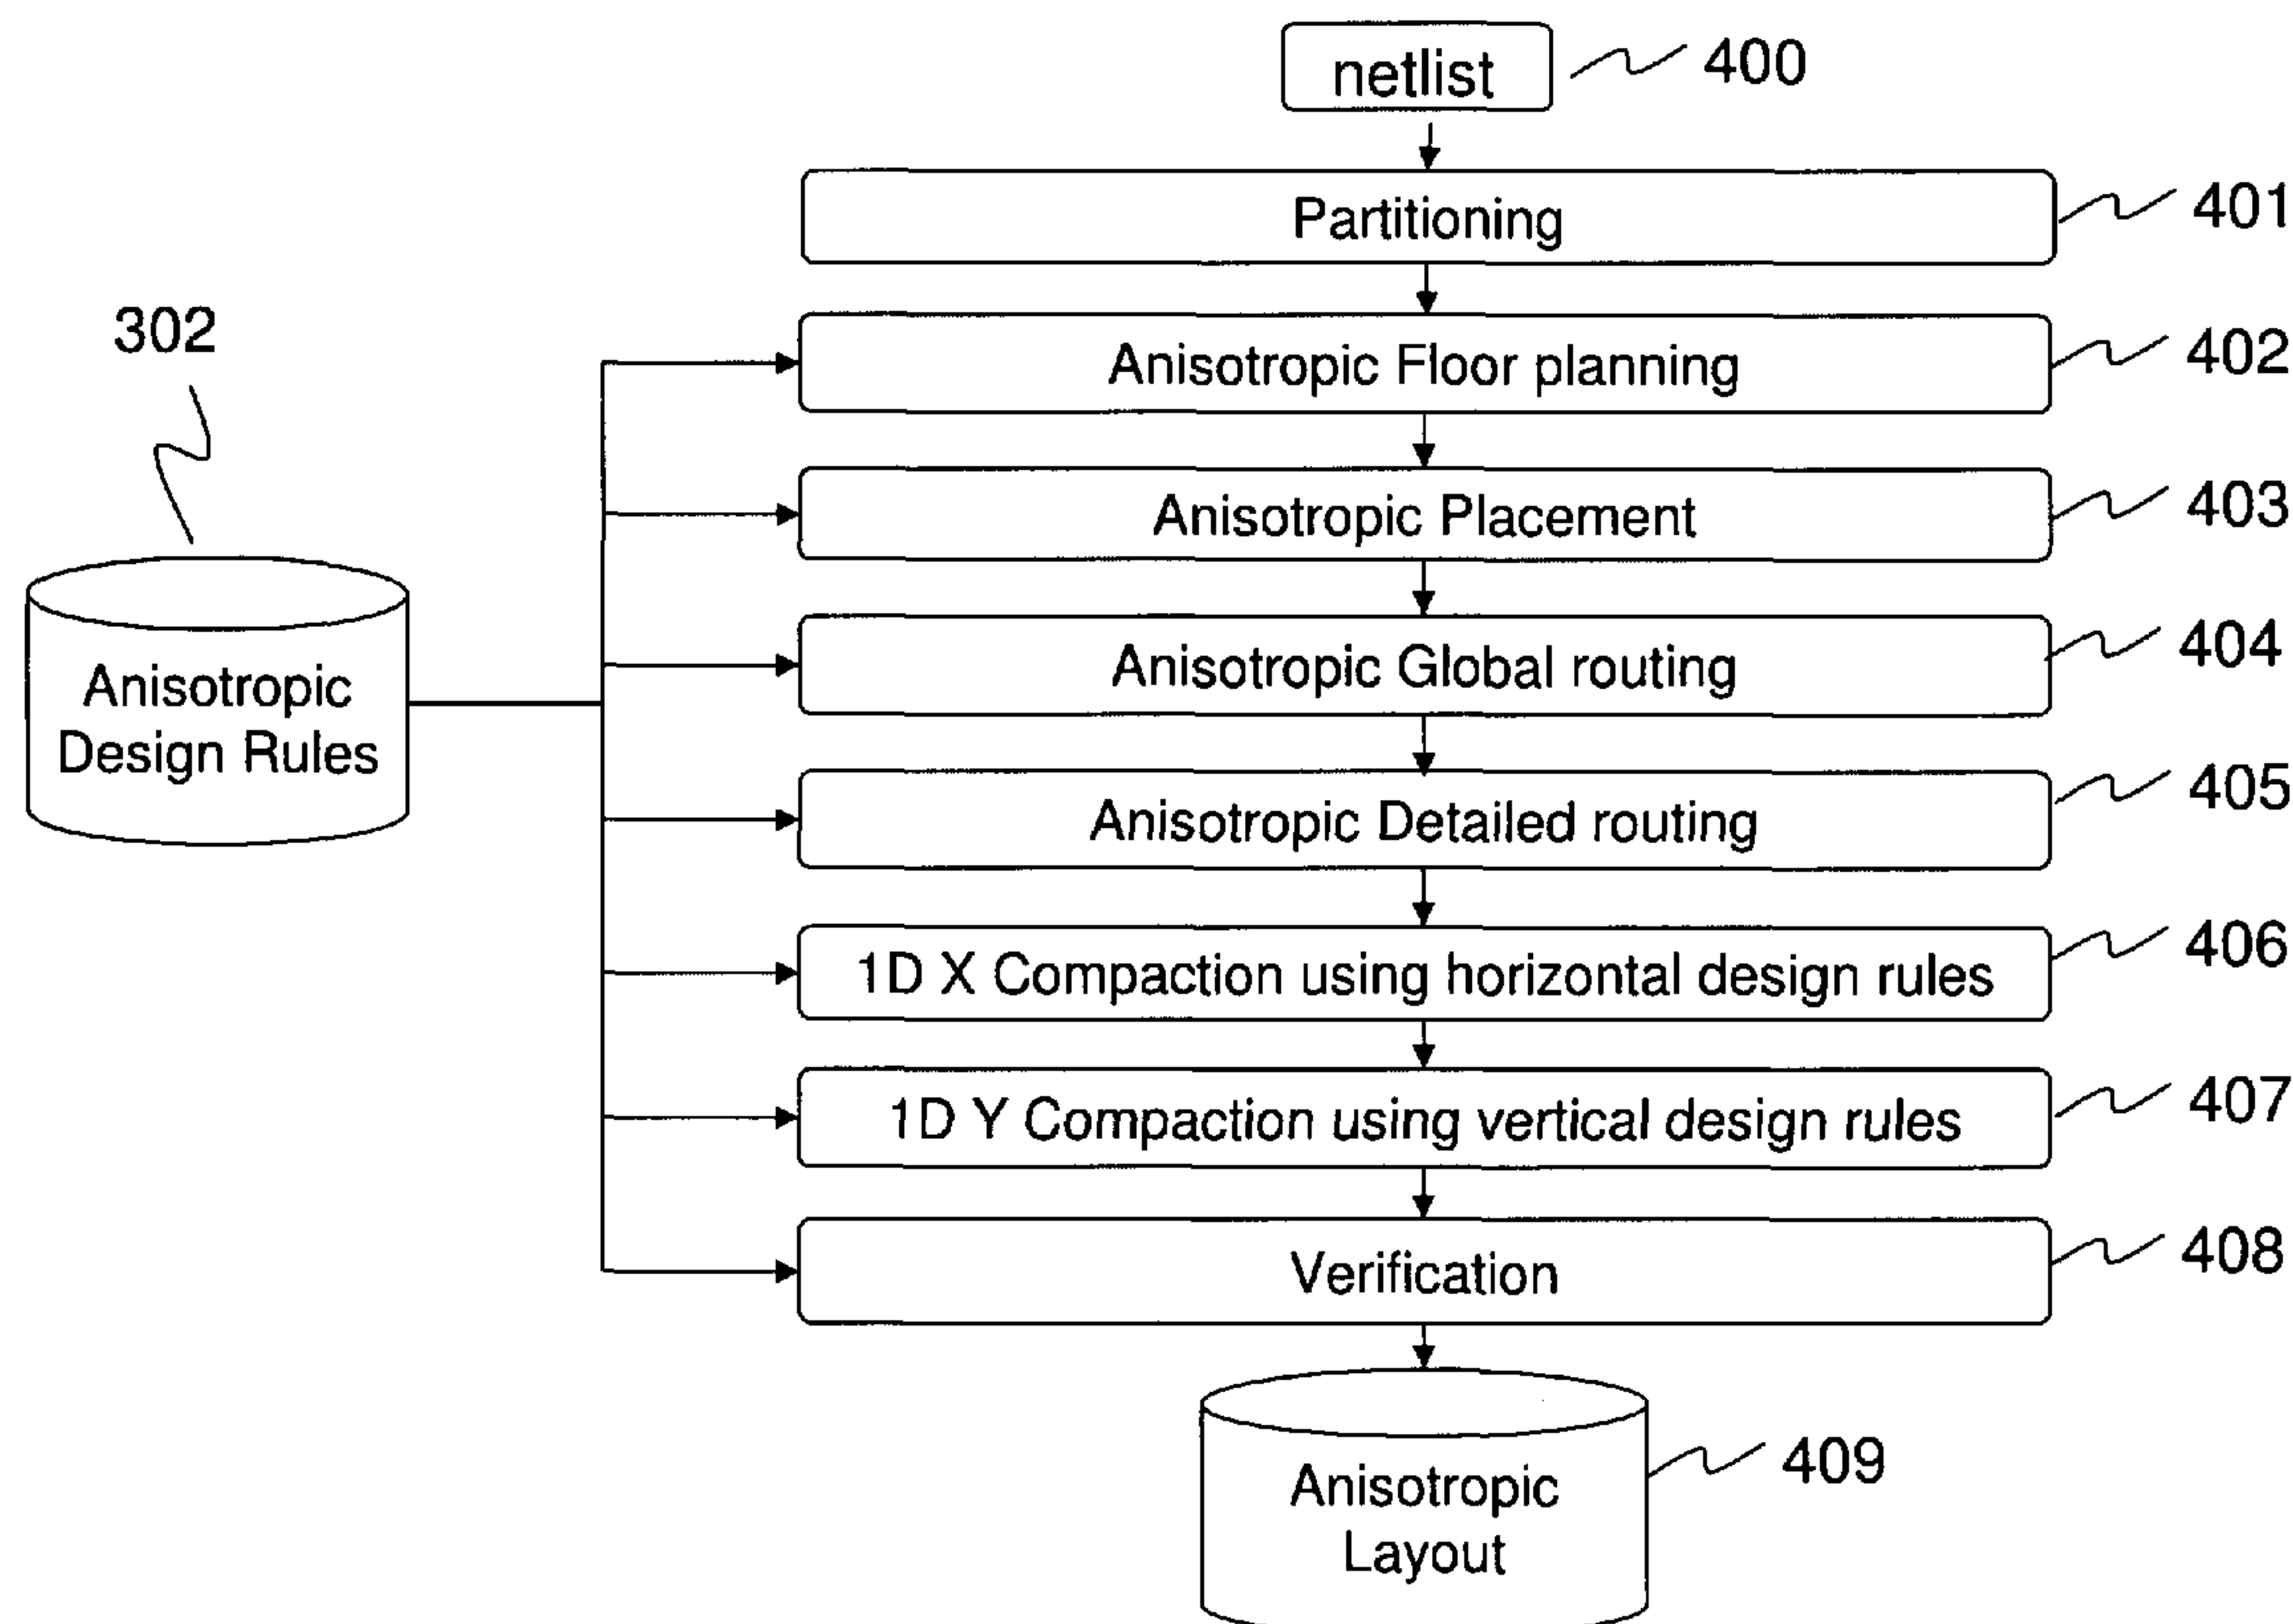 netlist
400
Partitioning
401
302
Anisotropic Floor planning
402
Anisotropic Placement
403
Anisotropic
Design Rules
Anisotropic Global routing
404
Anisotropic Detailed routing
405
1D X Compaction using horizontal design rules
406
1D Y Compaction using vertical design rules
407
Verification
408
Anisotropic
Layout
409